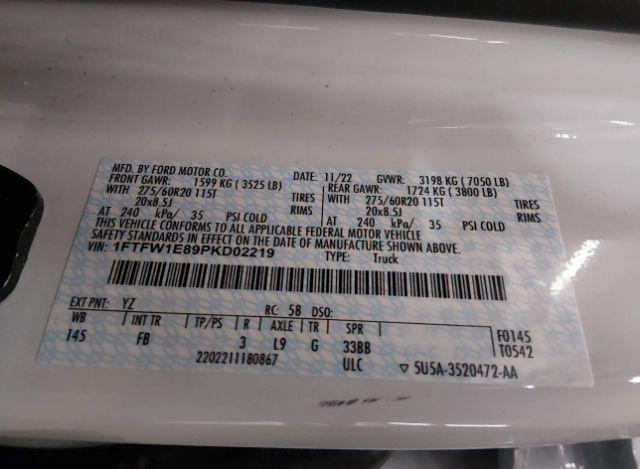 MFD. BY FORD MOTOR CO. DATE: 11/22 GVWR: 3198 KG ( 7050 LB)
FRONT GAWR: 1599 KG ( 3525 LB) REAR GAWR: 1724 KG ( 3800 LB)
WITH 275/60R20 115T TIRES WITH 275/60R20 115T TIRES
20x8.5J RIMS 20x8.5J RIMS
AT 240 kPa/ 35 PSI COLD AT 240 kPa/ 35 PSI COLD
THIS VEHICLE CONFORMS TO ALL APPLICABLE FEDERAL MOTOR VEHICLE
SAFETY STANDARDS IN EFFECT ON THE DATE OF MANUFACTURE SHOWN ABOVE.
VIN: 1FTFW1E89PKD02219 TYPE: Truck
EXT PNT: YZ RC: 58 DSO:
WB INT TR TP/PS R AXLE TR SPR F0145
145 FB 3 L9 G 33BB T0542
2202211180867 ULC ▽ 5U5A-3520472-AA